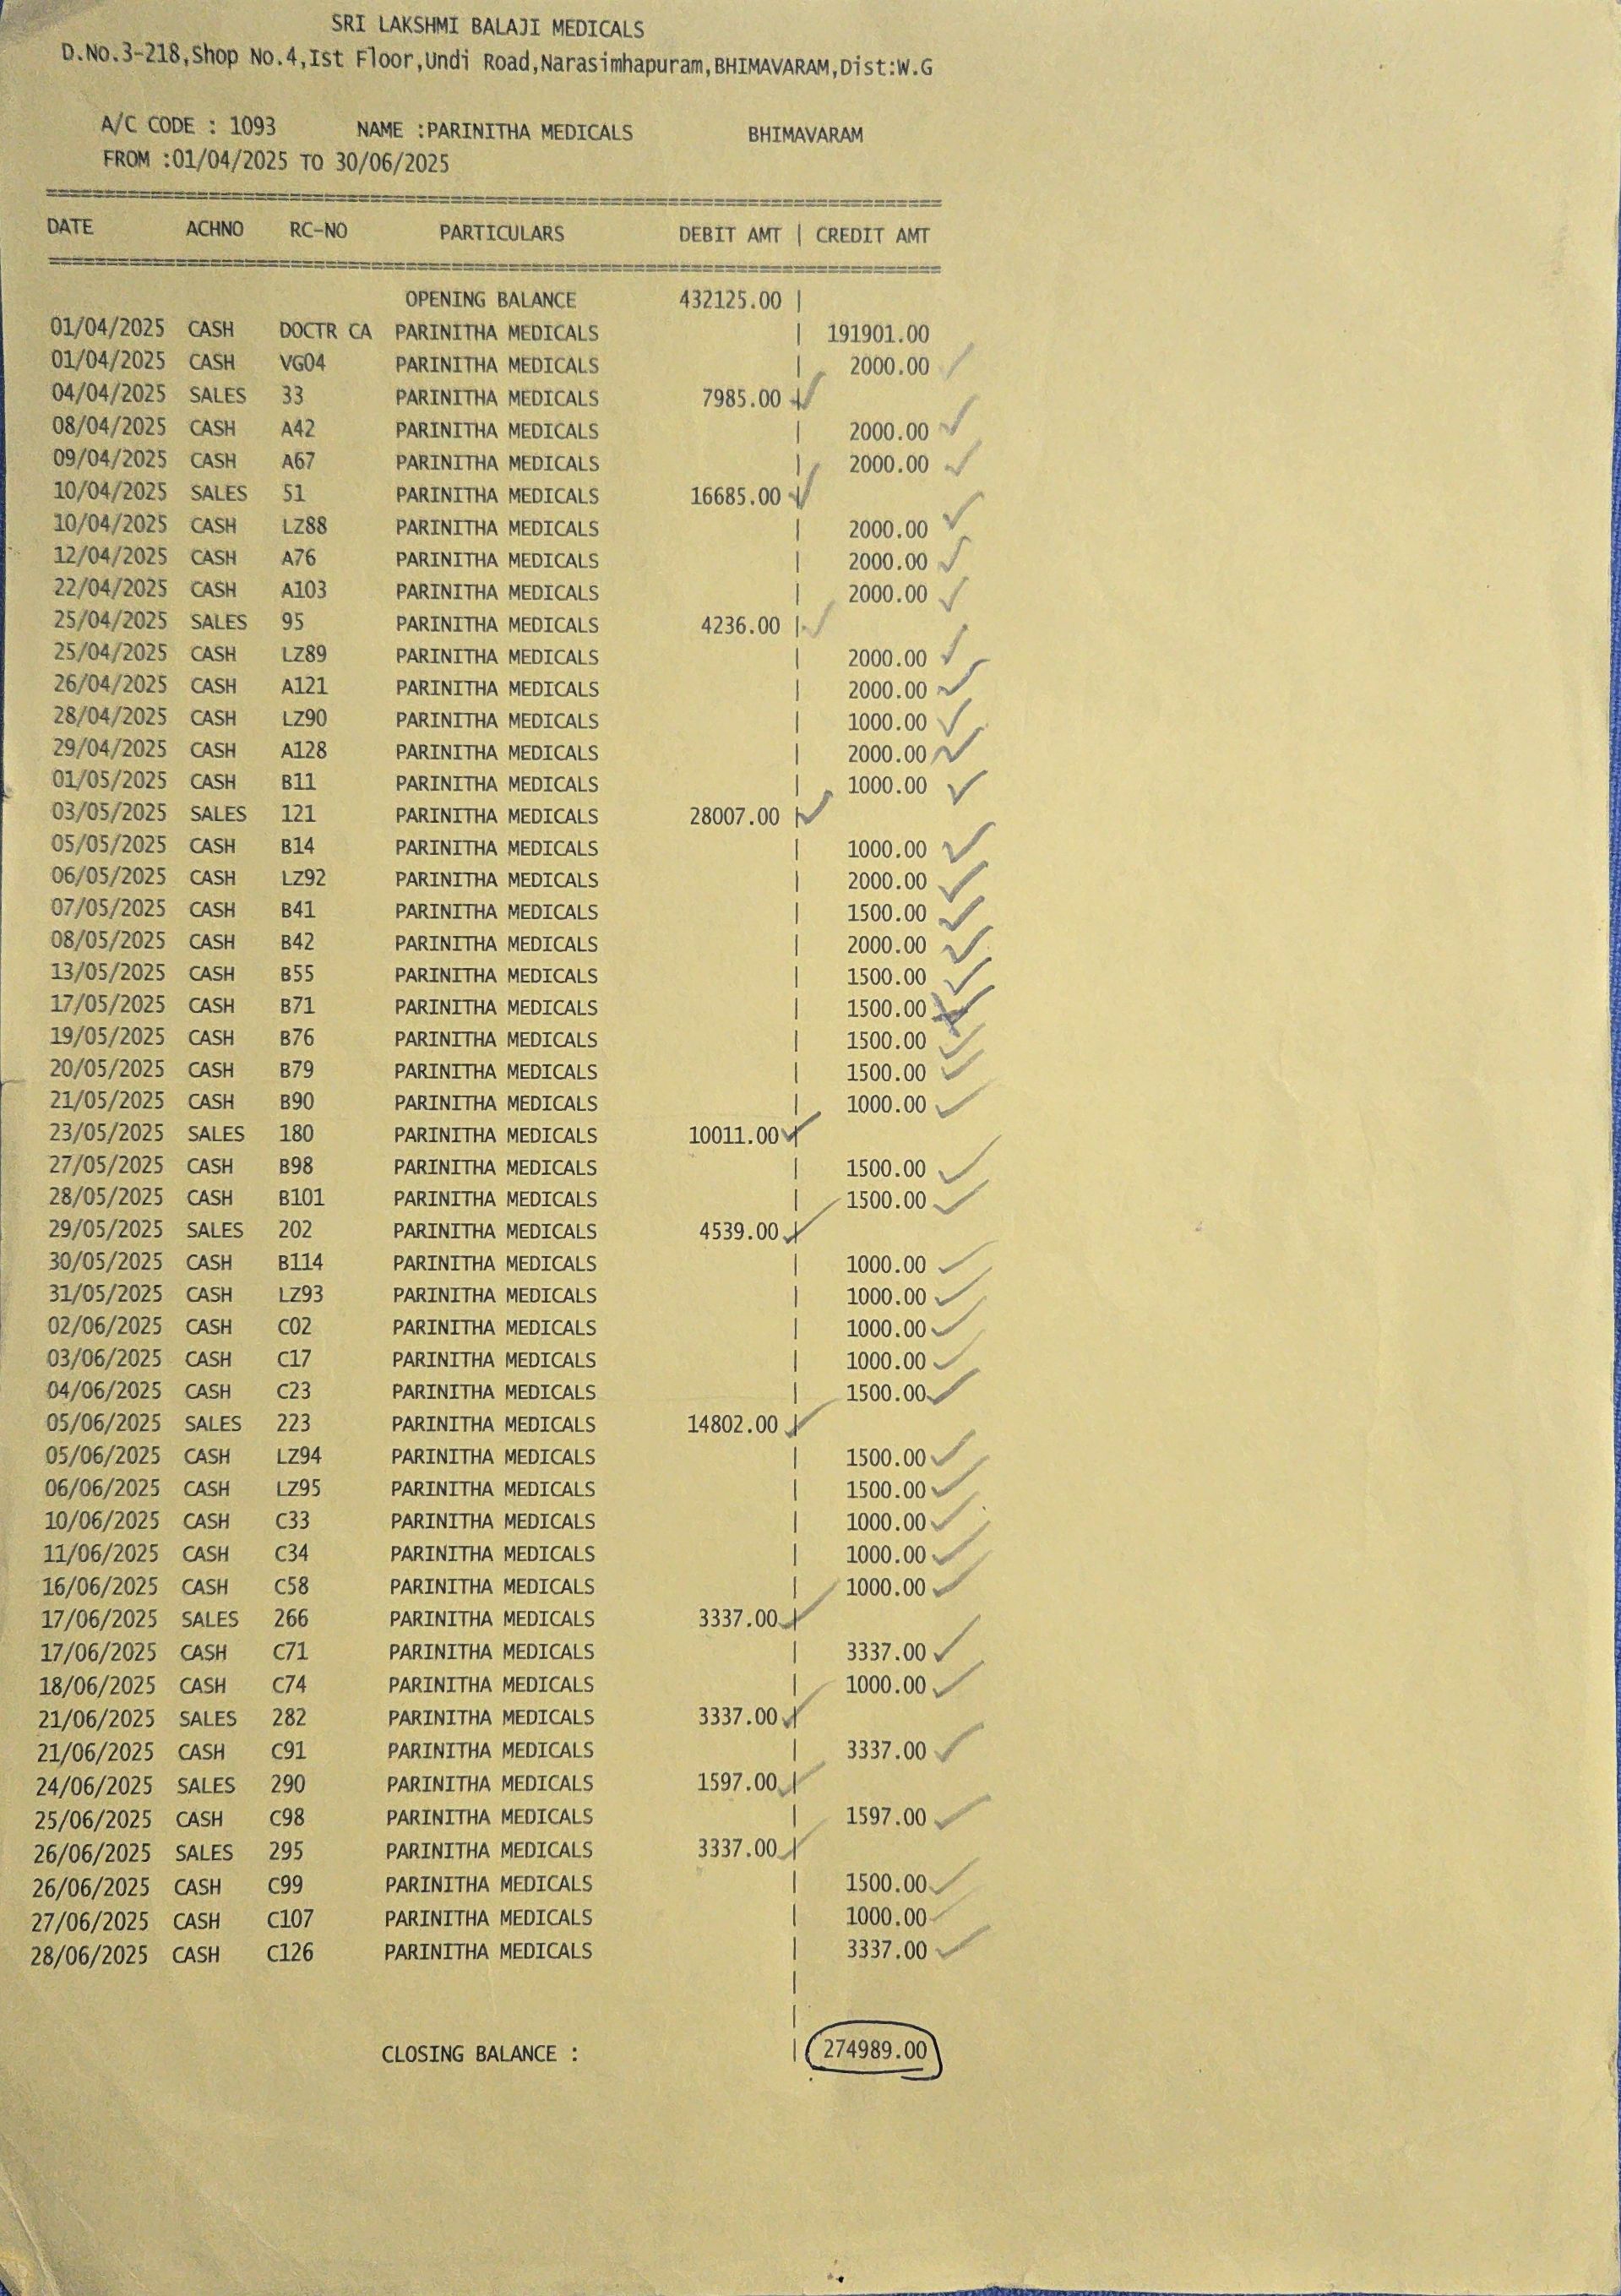 SRI LAKSHMI BALAJI MEDICALS
D.No.3-218,Shop No.4,Ist Floor,Undi Road,Narasimhapuram,BHIMAVARAM,Dist:W.G
A/C CODE : 1093 NAME :PARINITHA MEDICALS BHIMAVARAM
FROM :01/04/2025 TO 30/06/2025
DATE ACHNO RC-NO PARTICULARS DEBIT AMT | CREDIT AMT
OPENING BALANCE 432125.00 |
01/04/2025 CASH DOCTR CA PARINITHA MEDICALS | 191901.00
01/04/2025 CASH VG04 PARINITHA MEDICALS | 2000.00
04/04/2025 SALES 33 PARINITHA MEDICALS 7985.00 |
08/04/2025 CASH A42 PARINITHA MEDICALS | 2000.00
09/04/2025 CASH A67 PARINITHA MEDICALS | 2000.00
10/04/2025 SALES 51 PARINITHA MEDICALS 16685.00 |
10/04/2025 CASH LZ88 PARINITHA MEDICALS | 2000.00
12/04/2025 CASH A76 PARINITHA MEDICALS | 2000.00
22/04/2025 CASH A103 PARINITHA MEDICALS | 2000.00
25/04/2025 SALES 95 PARINITHA MEDICALS 4236.00 |
25/04/2025 CASH LZ89 PARINITHA MEDICALS | 2000.00
26/04/2025 CASH A121 PARINITHA MEDICALS | 2000.00
28/04/2025 CASH LZ90 PARINITHA MEDICALS | 1000.00
29/04/2025 CASH A128 PARINITHA MEDICALS | 2000.00
01/05/2025 CASH B11 PARINITHA MEDICALS | 1000.00
03/05/2025 SALES 121 PARINITHA MEDICALS 28007.00 |
05/05/2025 CASH B14 PARINITHA MEDICALS | 1000.00
06/05/2025 CASH LZ92 PARINITHA MEDICALS | 2000.00
07/05/2025 CASH B41 PARINITHA MEDICALS | 1500.00
08/05/2025 CASH B42 PARINITHA MEDICALS | 2000.00
13/05/2025 CASH B55 PARINITHA MEDICALS | 1500.00
17/05/2025 CASH B71 PARINITHA MEDICALS | 1500.00
19/05/2025 CASH B76 PARINITHA MEDICALS | 1500.00
20/05/2025 CASH B79 PARINITHA MEDICALS | 1500.00
21/05/2025 CASH B90 PARINITHA MEDICALS | 1000.00
23/05/2025 SALES 180 PARINITHA MEDICALS 10011.00 |
27/05/2025 CASH B98 PARINITHA MEDICALS | 1500.00
28/05/2025 CASH B101 PARINITHA MEDICALS | 1500.00
29/05/2025 SALES 202 PARINITHA MEDICALS 4539.00 |
30/05/2025 CASH B114 PARINITHA MEDICALS | 1000.00
31/05/2025 CASH LZ93 PARINITHA MEDICALS | 1000.00
02/06/2025 CASH C02 PARINITHA MEDICALS | 1000.00
03/06/2025 CASH C17 PARINITHA MEDICALS | 1000.00
04/06/2025 CASH C23 PARINITHA MEDICALS | 1500.00
05/06/2025 SALES 223 PARINITHA MEDICALS 14802.00 |
05/06/2025 CASH LZ94 PARINITHA MEDICALS | 1500.00
06/06/2025 CASH LZ95 PARINITHA MEDICALS | 1500.00
10/06/2025 CASH C33 PARINITHA MEDICALS | 1000.00
11/06/2025 CASH C34 PARINITHA MEDICALS | 1000.00
16/06/2025 CASH C58 PARINITHA MEDICALS | 1000.00
17/06/2025 SALES 266 PARINITHA MEDICALS 3337.00 |
17/06/2025 CASH C71 PARINITHA MEDICALS | 3337.00
18/06/2025 CASH C74 PARINITHA MEDICALS | 1000.00
21/06/2025 SALES 282 PARINITHA MEDICALS 3337.00 |
21/06/2025 CASH C91 PARINITHA MEDICALS | 3337.00
24/06/2025 SALES 290 PARINITHA MEDICALS 1597.00 |
25/06/2025 CASH C98 PARINITHA MEDICALS | 1597.00
26/06/2025 SALES 295 PARINITHA MEDICALS 3337.00 |
26/06/2025 CASH C99 PARINITHA MEDICALS | 1500.00
27/06/2025 CASH C107 PARINITHA MEDICALS | 1000.00
28/06/2025 CASH C126 PARINITHA MEDICALS | 3337.00
CLOSING BALANCE : | 274989.00